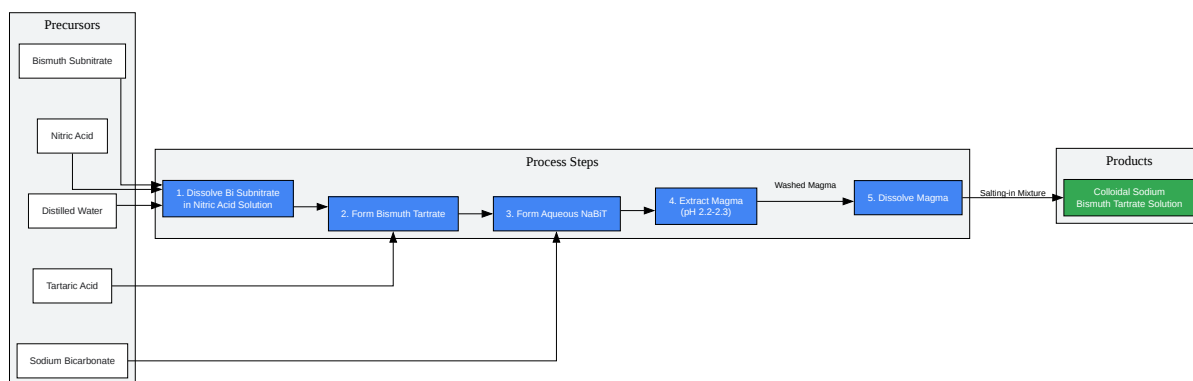 Precursors
Bismuth Subnitrate
Nitric Acid
Distilled Water
Tartaric Acid
Sodium Bicarbonate
Process Steps
1. Dissolve Bi Subnitrate
in Nitric Acid Solution
2. Form Bismuth Tartrate
3. Form Aqueous NaBiT
4. Extract Magma
(pH 2.2-2.3)
Washed Magma
5. Dissolve Magma
Salting-in Mixture
Products
Colloidal Sodium
Bismuth Tartrate Solution